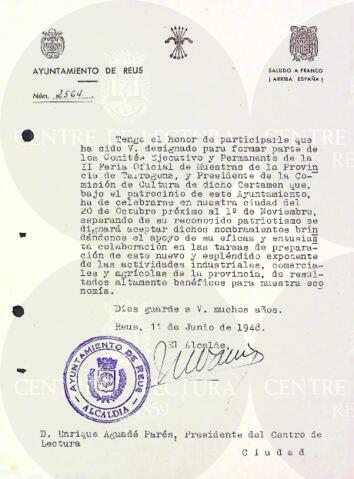 AYUNTAMIENTO DE REUS
SALUDO A FRANCO
¡ARRIBA ESPAÑA!
Núm. 2564
Tengo el honor de participarle que
ha sido V. designado para formar parte de
los Comités Ejecutivo y Permanente de la
II Feria Oficial de Muestras de la Provin
cia de Tarragona, y Presidente de la Co-
misión de Cultura de dicho Certamen que,
bajo el patrocinio de este Ayuntamiento,
ha de celebrarse en nuestra ciudad del
20 de Octubre próximo al 1º de Noviembre,
esperando de su reconocido patriotismo se
dignará aceptar dichos nombramientos brin
dándonos el apoyo de su eficaz y entusias
ta colaboración en las tareas de prepara-
ción de este nuevo y espléndido exponente
de las actividades industriales, comercia-
les y agrícolas de la provincia, de resul-
tados altamente benéficos para nuestra eco
nomía.
Dios guarde a V. muchos años.
Reus, 11 de Junio de 1948.
El Alcalde,
AYUNTAMIENTO DE REUS
ALCALDIA
D. Enrique Aguadé Parés, Presidente del Centro de
Lectura
Ciudad
CENTRE DE LECTURA
REUS
1859